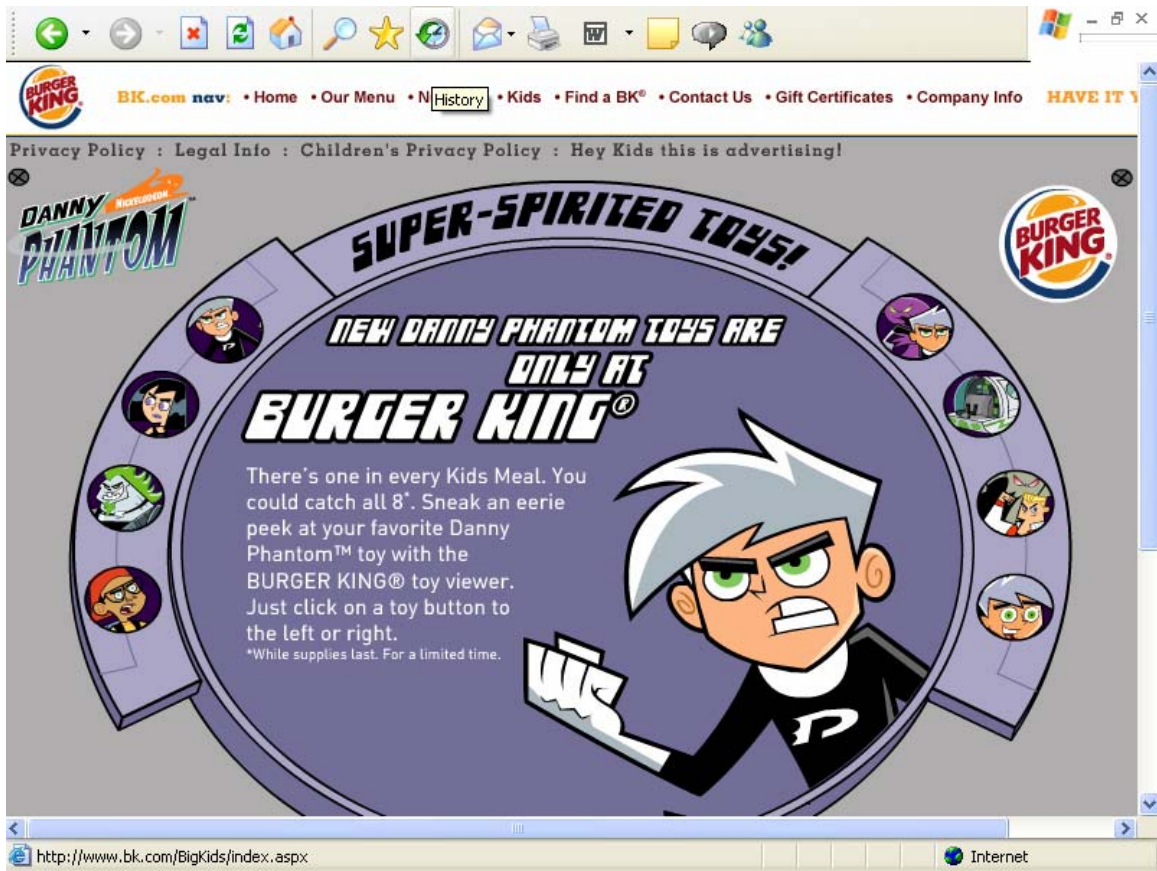 BURGER KING
BK.com nav: • Home • Our Menu • N • Kids • Find a BK® • Contact Us • Gift Certificates • Company Info HAVE IT
History
Privacy Policy : Legal Info : Children's Privacy Policy : Hey Kids this is advertising!
NICKELODEON
DANNY
PHANTOM™
SUPER-SPIRITED TOYS!
BURGER KING®
NEW DANNY PHANTOM TOYS ARE
ONLY AT
BURGER KING®
There's one in every Kids Meal. You
could catch all 8*. Sneak an eerie
peek at your favorite Danny
Phantom™ toy with the
BURGER KING® toy viewer.
Just click on a toy button to
the left or right.
*While supplies last. For a limited time.
http://www.bk.com/BigKids/index.aspx
Internet